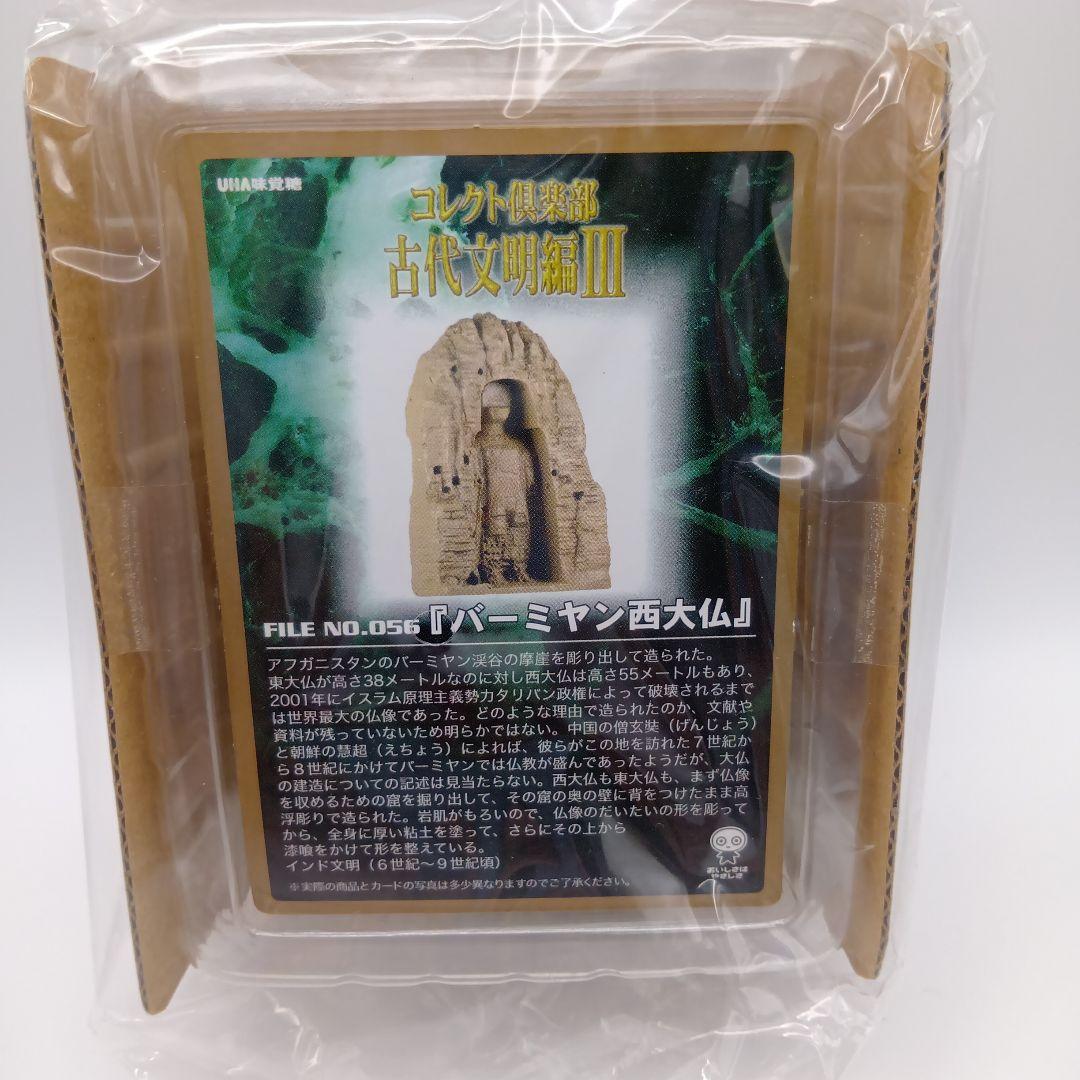 UHA味覚糖
コレクト倶楽部
古代文明編III
FILE NO.056『バーミヤン西大仏』
アフガニスタンのバーミヤン渓谷の摩崖を彫り出して造られた。
東大仏が高さ38メートルなのに対し西大仏は高さ55メートルもあり、
2001年にイスラム原理主義勢力タリバン政権によって破壊されるまで
は世界最大の仏像であった。どのような理由で造られたのか、文献や
資料が残っていないため明らかではない。中国の僧玄奘（げんじょう）
と朝鮮の慧超（えちょう）によれば、彼らがこの地を訪れた７世紀か
ら８世紀にかけてバーミヤンでは仏教が盛んであったようだが、大仏
の建造についての記述は見当たらない。西大仏も東大仏も、まず仏像
を収めるための窟を掘り出して、その窟の奥の壁に背をつけたまま高
浮彫りで造られた。岩肌がもろいので、仏像のだいたいの形を彫って
から、全身に厚い粘土を塗って、さらにその上から
漆喰をかけて形を整えている。
インド文明（６世紀～９世紀頃）
※実際の商品とカードの写真は多少異なりますのでご了承ください。
おいしさは
やさしさ